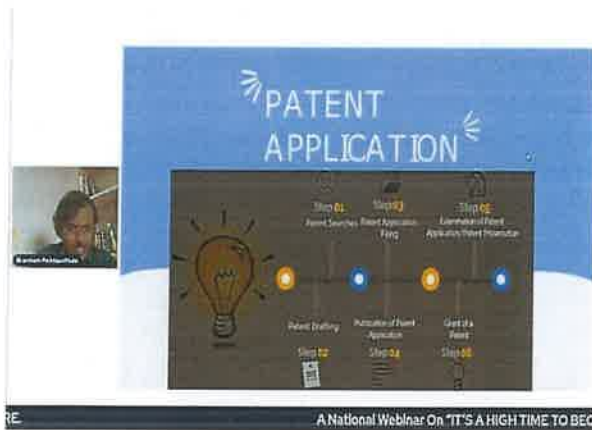 PATENT
APPLICATION
Step 01
Patent Searches
Step 03
Patent Application
Filing
Step 05
Examination of Patent
Application/Patent Prosecution
Patent Drafting
Step 02
Publication of Patent
Application
Step 04
Grant of a
Patent
Step 06
RE
A National Webinar On "IT'S A HIGH TIME TO BEC